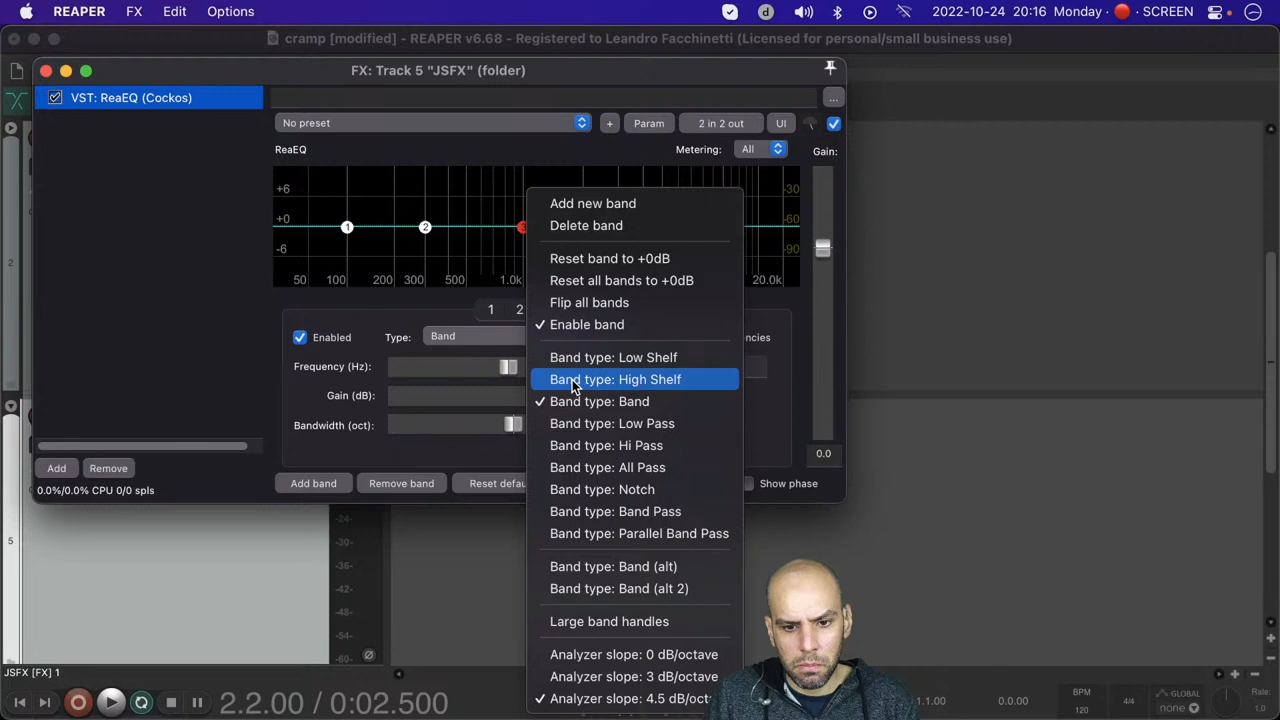 REAPER FX Edit Options
d 2022-10-24 20:16 Monday SCREEN
cramp [modified] - REAPER v6.68 - Registered to Leandro Facchinetti (Licensed for personal/small business use)
FX: Track 5 "JSFX" (folder)
VST: ReaEQ (Cockos)
...
No preset
+
Param
2 in 2 out
UI
ReaEQ
Metering: All
Gain:
+6
+0
-6
-30
-60
-90
1
2
50 100 200 300 500 1.0k 20.0k
1 2
Enabled
Type: Band
Frequency (Hz):
Gain (dB):
Bandwidth (oct):
Add new band
Delete band
Reset band to +0dB
Reset all bands to +0dB
Flip all bands
✓ Enable band
Band type: Low Shelf
Band type: High Shelf
✓ Band type: Band
Band type: Low Pass
Band type: Hi Pass
Band type: All Pass
Band type: Notch
Band type: Band Pass
Band type: Parallel Band Pass
Band type: Band (alt)
Band type: Band (alt 2)
Large band handles
Analyzer slope: 0 dB/octave
Analyzer slope: 3 dB/octave
✓ Analyzer slope: 4.5 dB/octa
0.0
Add
Remove
Add band
Remove band
Show phase
0.0%/0.0% CPU 0/0 spls
2
5
-24-
-30-
-36-
-42-
-48-
-54-
-60-
JSFX [FX] 1
2.2.00 / 0:02.500
1.1.00
0.0.00
BPM
120
4/4
GLOBAL
none
Rate:
1.0